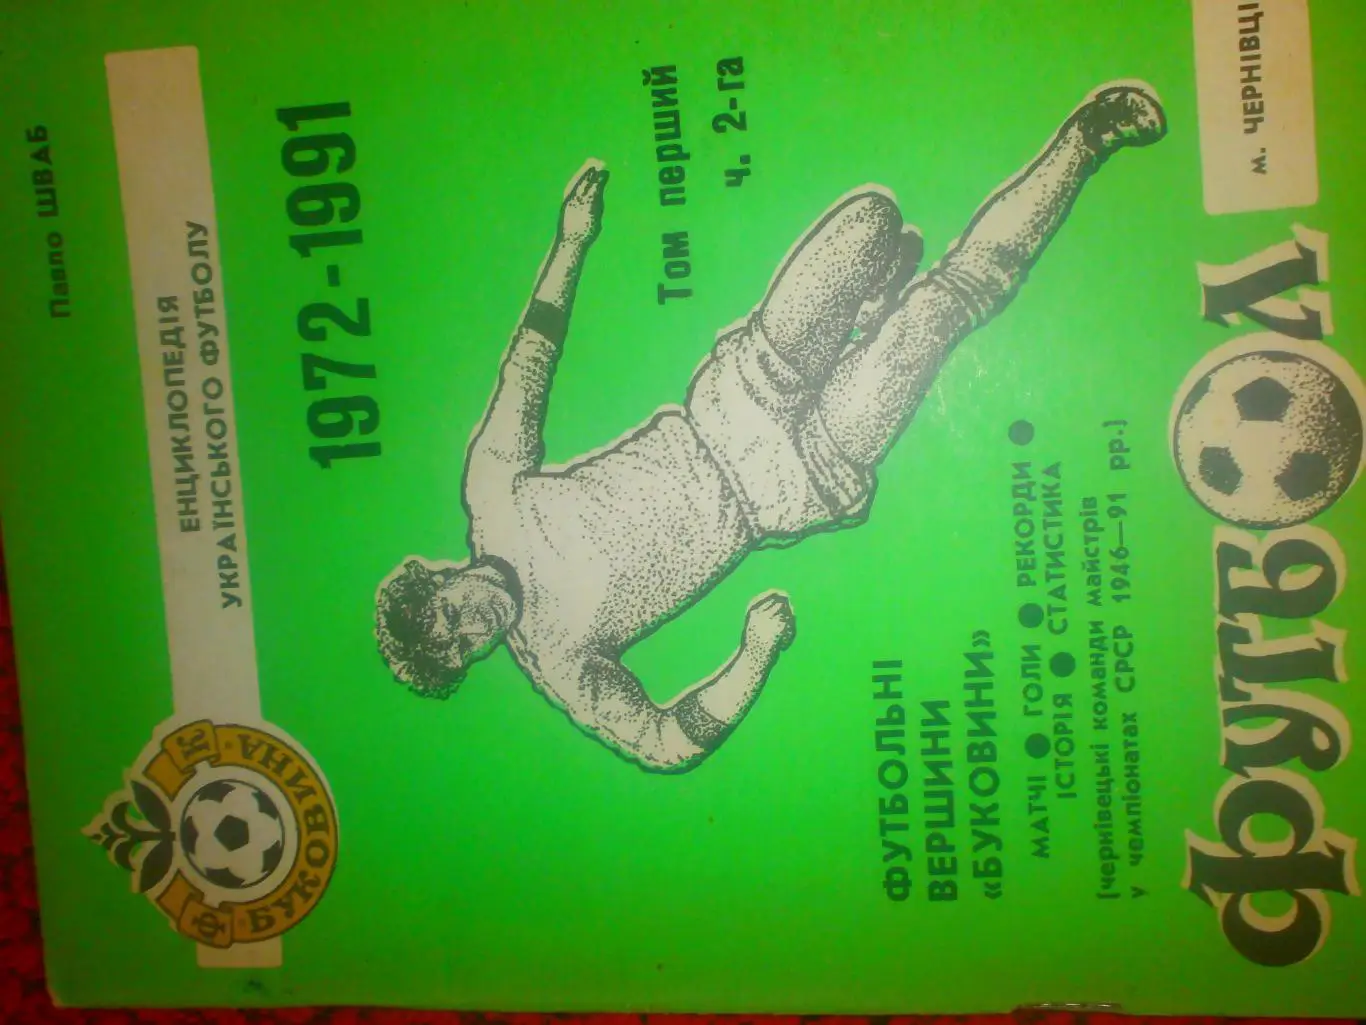 Павло ШВАБ
ЕНЦИКЛОПЕДІЯ
УКРАЇНСЬКОГО ФУТБОЛУ
ФК
БУКОВИНА
1972-1991
Том перший
ч. 2-га
ФУТБОЛЬНІ
ВЕРШИНИ
«БУКОВИНИ»
МАТЧІ ● ГОЛИ ● РЕКОРДИ ●
ІСТОРІЯ ● СТАТИСТИКА
[чернівецькі команди майстрів
у чемпіонатах СРСР 1946—91 рр.]
ФУТБОЛ
м. ЧЕРНІВЦІ